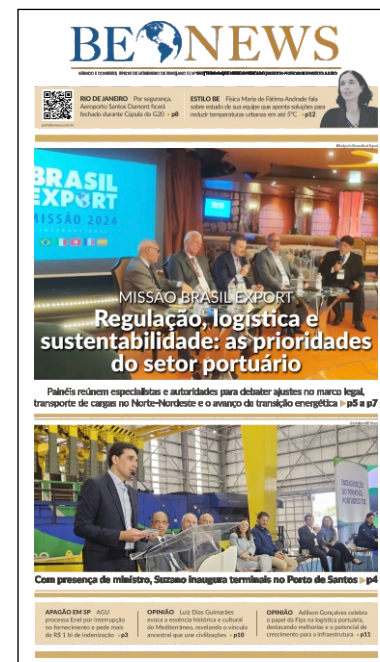 BE NEWS
RIO DE JANEIRO Por segurança,
Aeroporto Santos Dumont ficará
fechado durante Cúpula do G20 p8
ESTILO BE Física Maria de Fátima Andrade fala
sobre estudo de sua equipe que aponta soluções para
reduzir temperaturas urbanas em até 5°C p12
BRASIL
EXPORT
MISSÃO 2024
INTERNACIONAL
MISSÃO BRASIL EXPORT
Regulação, logística e
sustentabilidade: as prioridades
do setor portuário
Painéis reúnem especialistas e autoridades para debater ajustes no marco legal,
transporte de cargas no Norte-Nordeste e o avanço da transição energética p5 a p7
Com presença de ministro, Suzano inaugura terminais no Porto de Santos p4
APAGÃO EM SP AGU
processa Enel por interrupção
no fornecimento e pede mais
de R$ 1 bi de indenização p3
OPINIÃO Luiz Dias Guimarães
evoca a essência histórica e cultural
do Mediterrâneo, revelando o vínculo
ancestral que une civilizações p10
OPINIÃO Adilson Gonçalves celebra
o papel da Fips na logística portuária,
destacando melhorias e o potencial de
crescimento para a infraestrutura p11